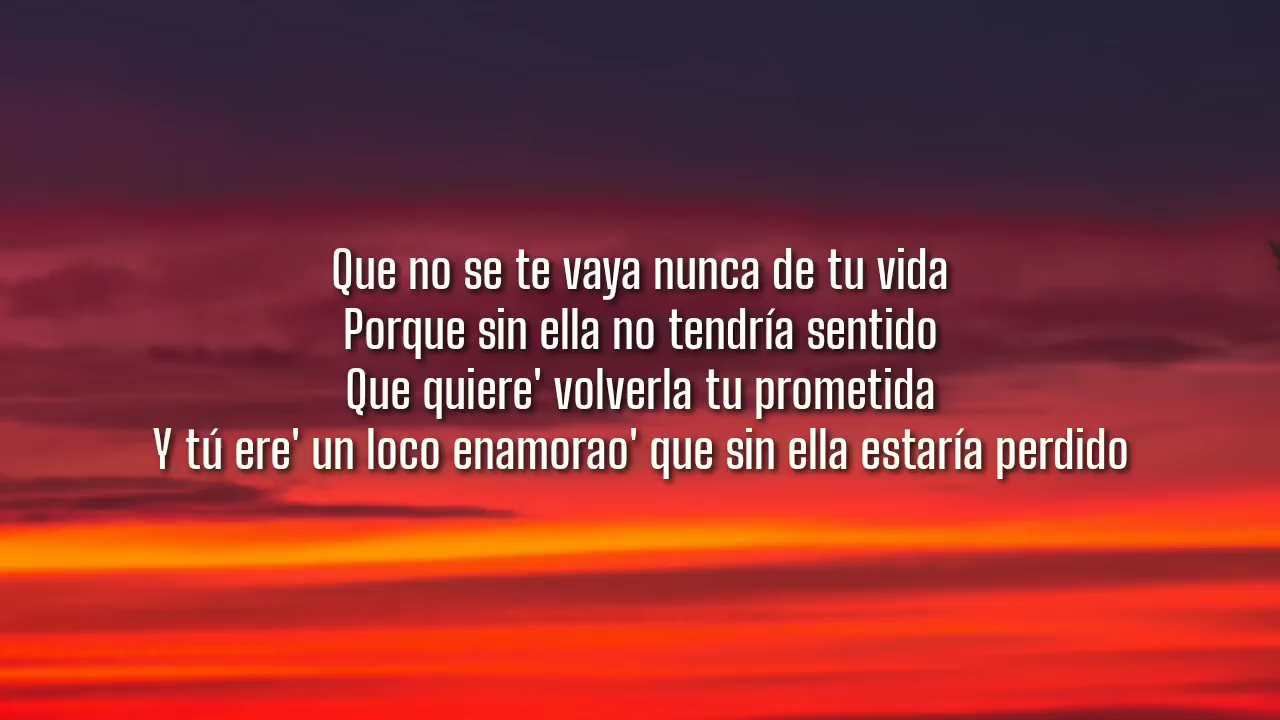 Que no se te vaya nunca de tu vida
Porque sin ella no tendría sentido
Que quiere' volverla tu prometida
Y tú ere' un loco enamorao' que sin ella estaría perdido